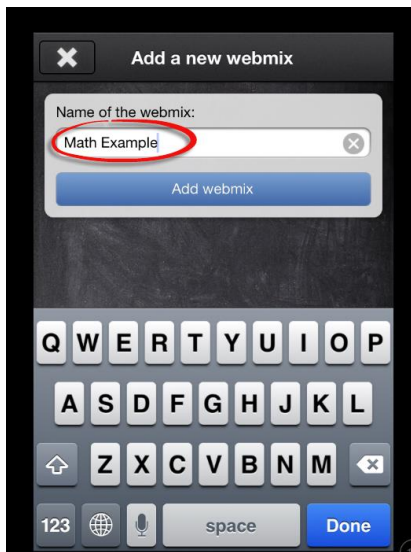 Add a new webmix
Name of the webmix:
Math Example
Add webmix
Q W E R T Y U I O P
A S D F G H J K L
Z X C V B N M
123 space Done